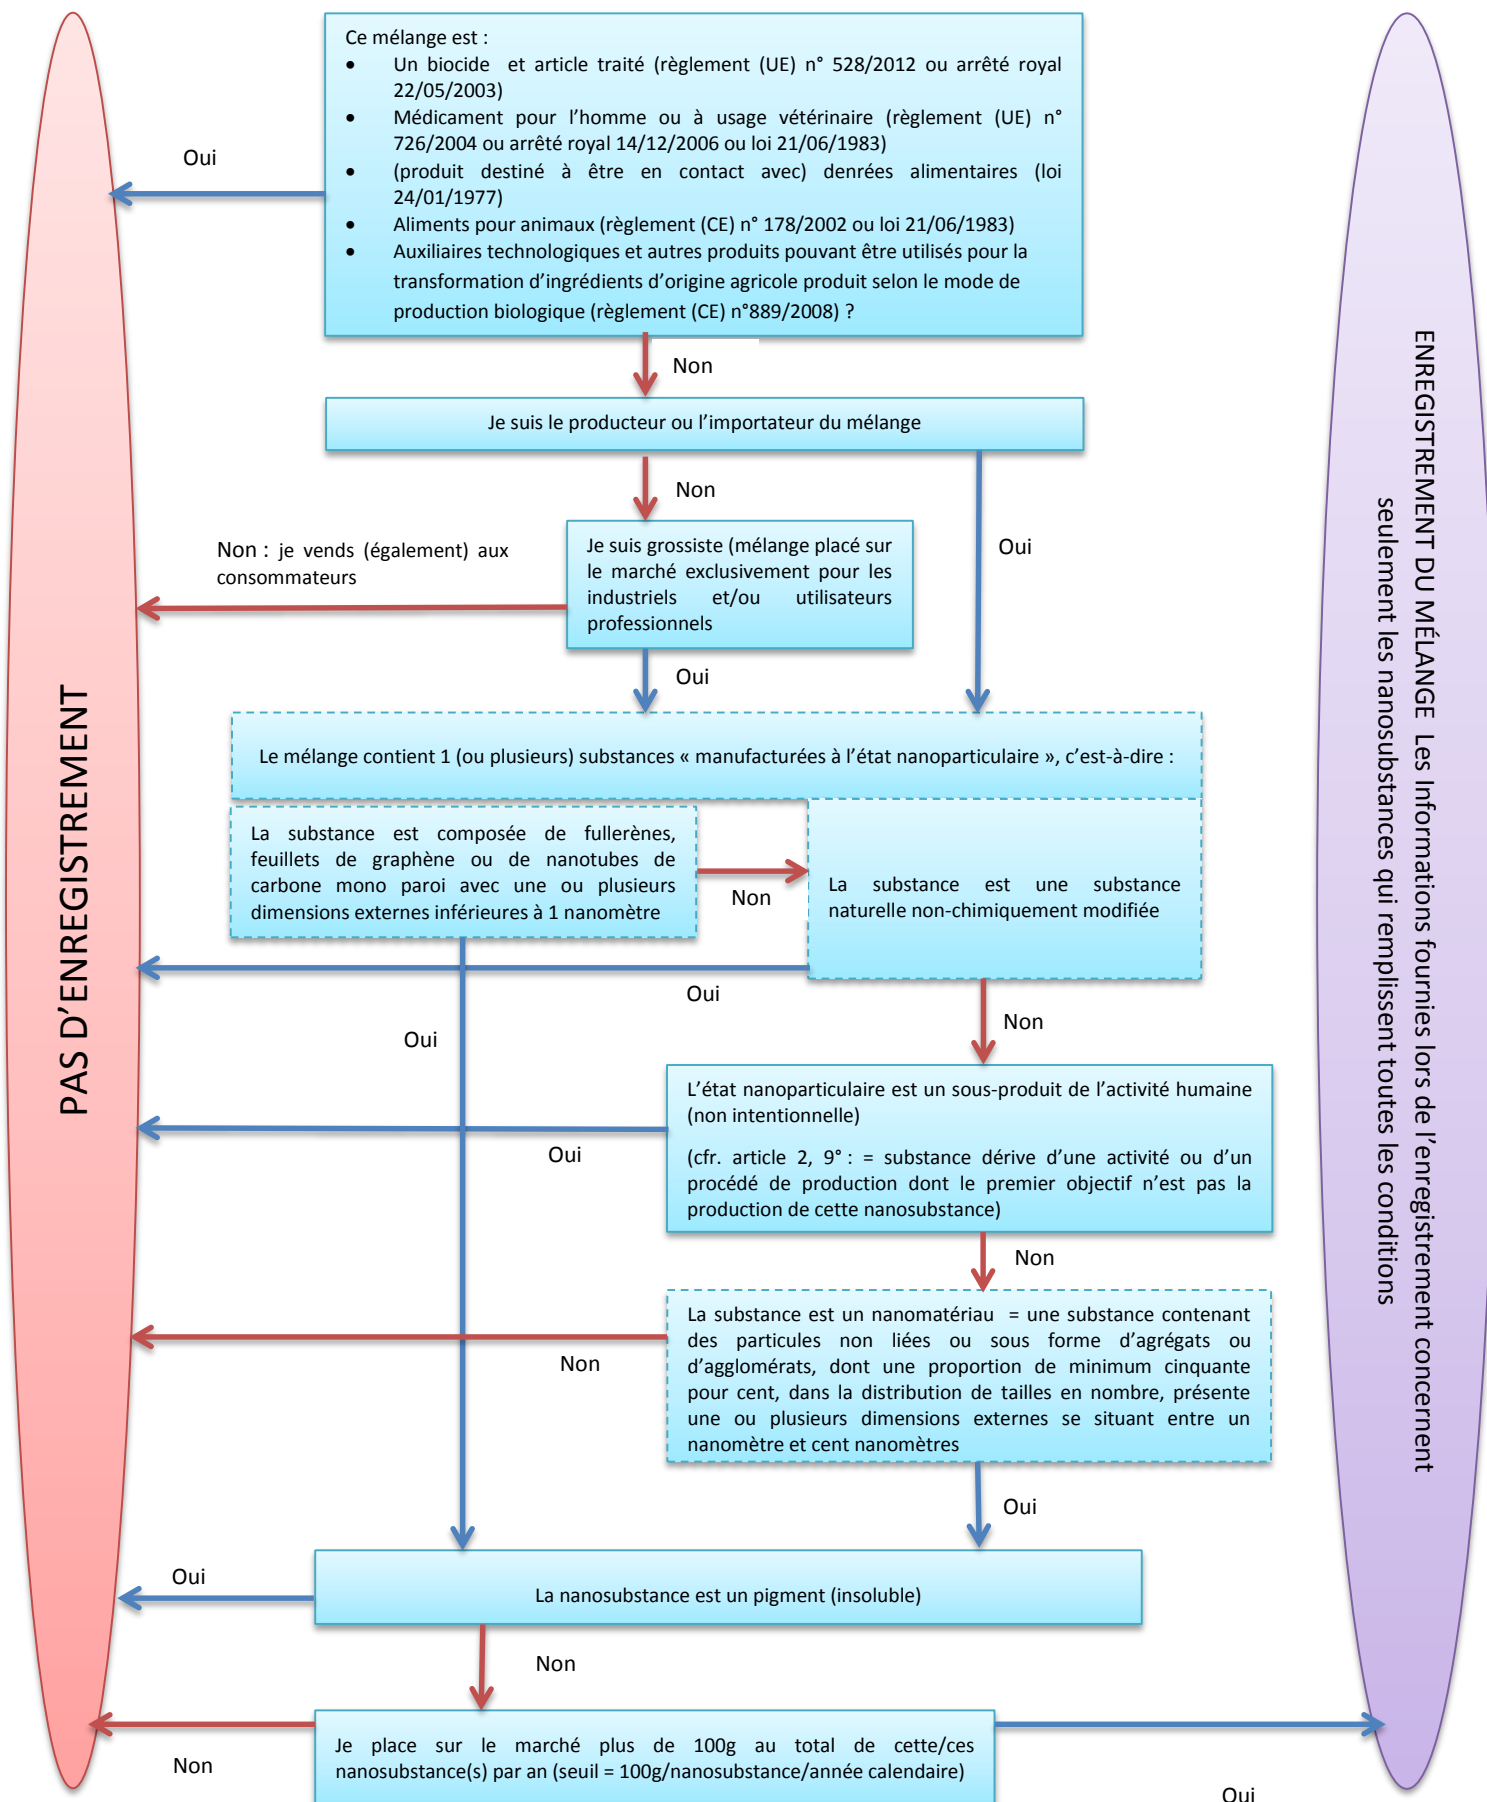 Ce mélange est :
• Un biocide et article traité (règlement (UE) n° 528/2012 ou arrêté royal
22/05/2003)
• Médicament pour l'homme ou à usage vétérinaire (règlement (UE) n°
726/2004 ou arrêté royal 14/12/2006 ou loi 21/06/1983)
• (produit destiné à être en contact avec) denrées alimentaires (loi
24/01/1977)
• Aliments pour animaux (règlement (CE) n° 178/2002 ou loi 21/06/1983)
• Auxiliaires technologiques et autres produits pouvant être utilisés pour la
transformation d'ingrédients d'origine agricole produit selon le mode de
production biologique (règlement (CE) n°889/2008) ?
Oui
Non
Je suis le producteur ou l'importateur du mélange
Non
Oui
Je suis grossiste (mélange placé sur
le marché exclusivement pour les
industriels et/ou utilisateurs
professionnels
Non : je vends (également) aux
consommateurs
Oui
Le mélange contient 1 (ou plusieurs) substances « manufacturées à l'état nanoparticulaire », c'est-à-dire :
La substance est composée de fullerènes,
feuillets de graphène ou de nanotubes de
carbone mono paroi avec une ou plusieurs
dimensions externes inférieures à 1 nanomètre
Non
La substance est une substance
naturelle non-chimiquement modifiée
Oui
Oui
Non
L'état nanoparticulaire est un sous-produit de l'activité humaine
(non intentionnelle)
(cfr. article 2, 9° : = substance dérive d'une activité ou d'un
procédé de production dont le premier objectif n'est pas la
production de cette nanosubstance)
Oui
Non
La substance est un nanomatériau = une substance contenant
des particules non liées ou sous forme d'agrégats ou
d'agglomérats, dont une proportion de minimum cinquante
pour cent, dans la distribution de tailles en nombre, présente
une ou plusieurs dimensions externes se situant entre un
nanomètre et cent nanomètres
Non
Oui
La nanosubstance est un pigment (insoluble)
Oui
Non
Je place sur le marché plus de 100g au total de cette/ces
nanosubstance(s) par an (seuil = 100g/nanosubstance/année calendaire)
Non
Oui
PAS D'ENREGISTREMENT
ENREGISTREMENT DU MÉLANGE Les Informations fournies lors de l'enregistrement concernent
seulement les nanosubstances qui remplissent toutes les conditions